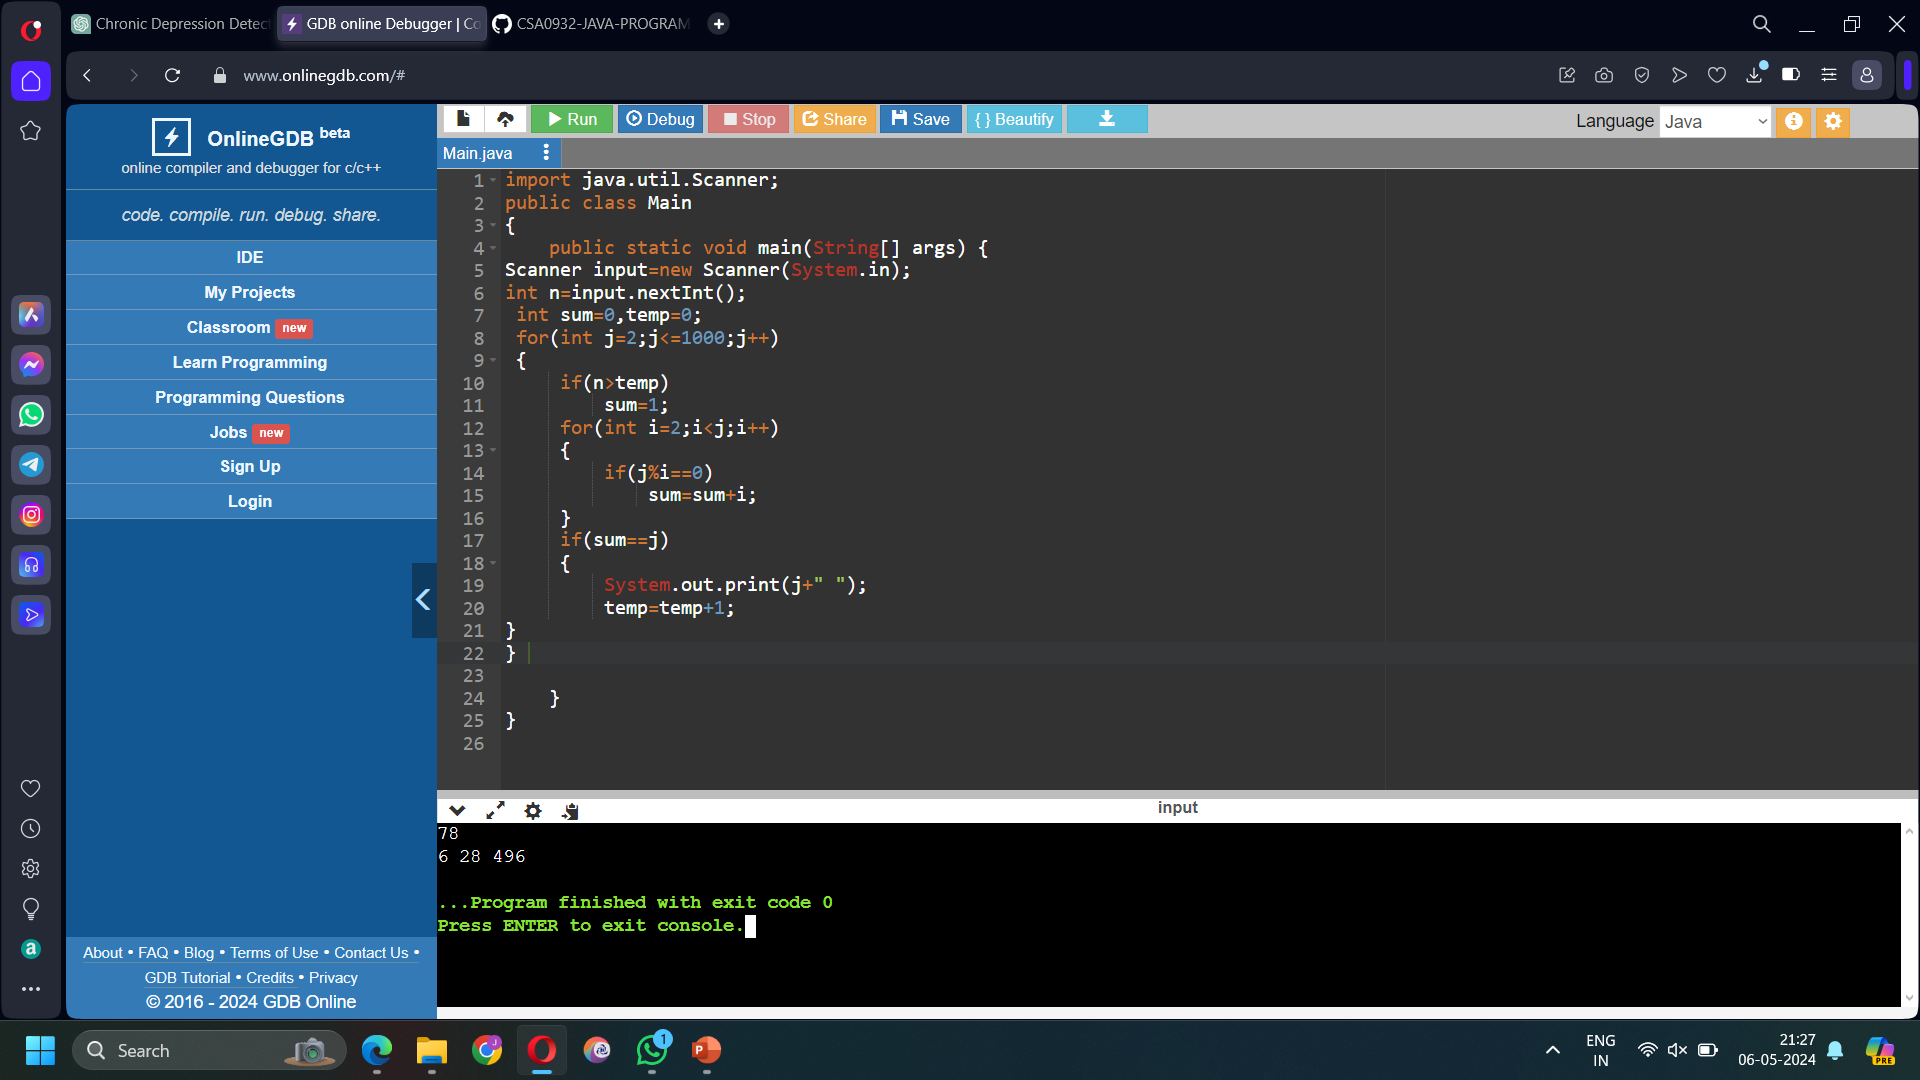 Chronic Depression Detec
GDB online Debugger | Co
CSA0932-JAVA-PROGRAM
www.onlinegdb.com/#
OnlineGDB beta
online compiler and debugger for c/c++
code. compile. run. debug. share.
IDE
My Projects
Classroom new
Learn Programming
Programming Questions
Jobs new
Sign Up
Login
About • FAQ • Blog • Terms of Use • Contact Us •
GDB Tutorial • Credits • Privacy
© 2016 - 2024 GDB Online
Run
Debug
Stop
Share
Save
{ } Beautify
Language Java
Main.java
1 import java.util.Scanner;
2 public class Main
3 {
4     public static void main(String[] args) {
5 Scanner input=new Scanner(System.in);
6 int n=input.nextInt();
7  int sum=0,temp=0;
8  for(int j=2;j<=1000;j++)
9  {
10     if(n>temp)
11         sum=1;
12     for(int i=2;i<j;i++)
13     {
14         if(j%i==0)
15             sum=sum+i;
16     }
17     if(sum==j)
18     {
19         System.out.print(j+" ");
20         temp=temp+1;
21 }
22 }
23
24     }
25 }
26
input
78
6 28 496
...Program finished with exit code 0
Press ENTER to exit console.
Search
1
ENG
IN
21:27
06-05-2024
PRE